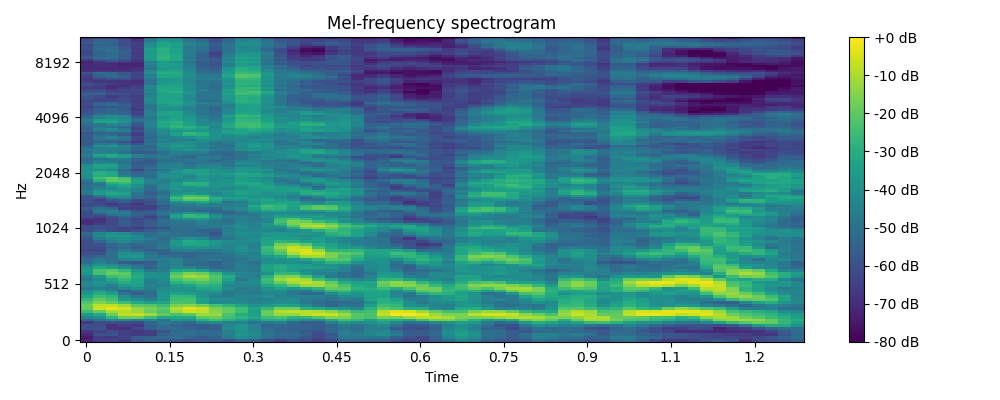 Mel-frequency spectrogram
Hz
8192
4096
2048
1024
512
0
0 0.15 0.3 0.45 0.6 0.75 0.9 1.1 1.2
Time
+0 dB
-10 dB
-20 dB
-30 dB
-40 dB
-50 dB
-60 dB
-70 dB
-80 dB